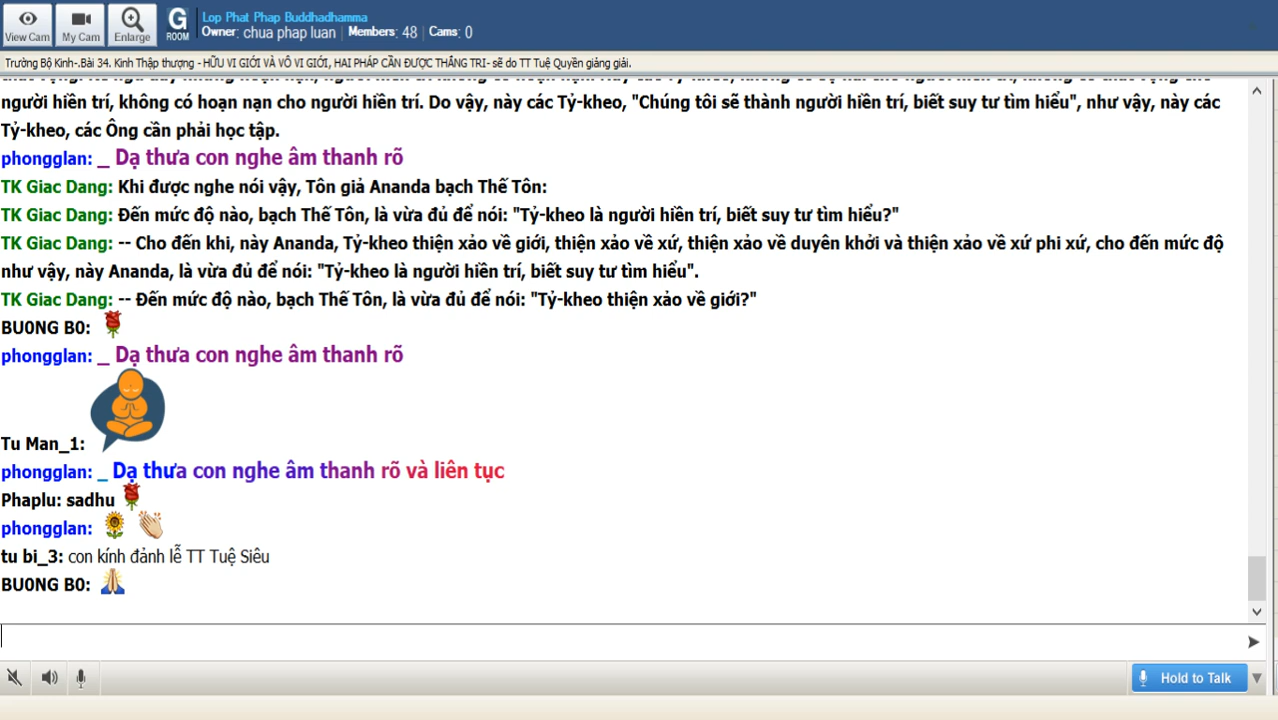 View Cam
My Cam
Enlarge
G
ROOM
Lop Phat Phap Buddhadhamma
Owner: chua phap luan | Members: 48 | Cams: 0
Trường Bộ Kinh-.Bài 34. Kinh Thập thượng - HỮU VI GIỚI VÀ VÔ VI GIỚI, HAI PHÁP CẦN ĐƯỢC THẮNG TRI- sẽ do TT Tuệ Quyền giảng giải.
người hiền trí, không có hoạn nạn cho người hiền trí. Do vậy, này các Tỷ-kheo, "Chúng tôi sẽ thành người hiền trí, biết suy tư tìm hiểu", như vậy, này các
Tỷ-kheo, các Ông cần phải học tập.
phongglan: _ Dạ thưa con nghe âm thanh rõ
TK Giac Dang: Khi được nghe nói vậy, Tôn giả Ananda bạch Thế Tôn:
TK Giac Dang: Đến mức độ nào, bạch Thế Tôn, là vừa đủ để nói: "Tỷ-kheo là người hiền trí, biết suy tư tìm hiểu?"
TK Giac Dang: -- Cho đến khi, này Ananda, Tỷ-kheo thiện xảo về giới, thiện xảo về xứ, thiện xảo về duyên khởi và thiện xảo về xứ phi xứ, cho đến mức độ
như vậy, này Ananda, là vừa đủ để nói: "Tỷ-kheo là người hiền trí, biết suy tư tìm hiểu".
TK Giac Dang: -- Đến mức độ nào, bạch Thế Tôn, là vừa đủ để nói: "Tỷ-kheo thiện xảo về giới?"
BU0NG B0:
phongglan: _ Dạ thưa con nghe âm thanh rõ
Tu Man_1:
phongglan: _ Dạ thưa con nghe âm thanh rõ và liên tục
Phaplu: sadhu
phongglan:
tu bi_3: con kính đảnh lễ TT Tuệ Siêu
BU0NG B0:
Hold to Talk